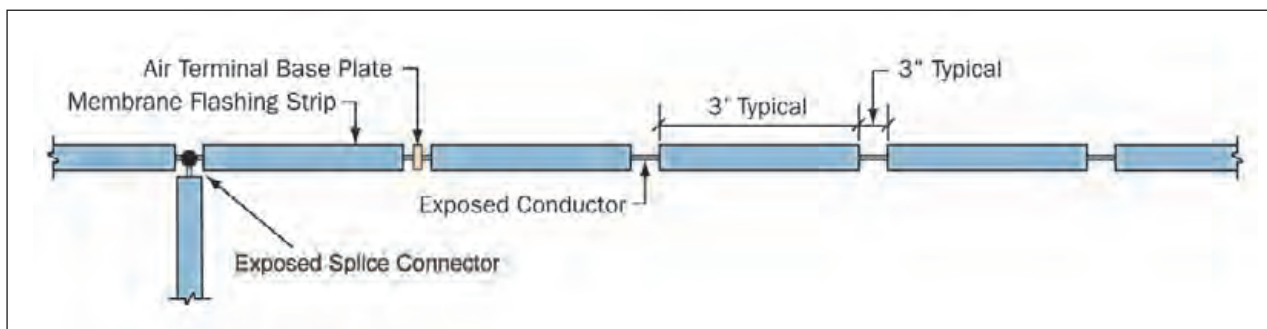 Air Terminal Base Plate
Membrane Flashing Strip
3" Typical
3' Typical
Exposed Conductor
Exposed Splice Connector